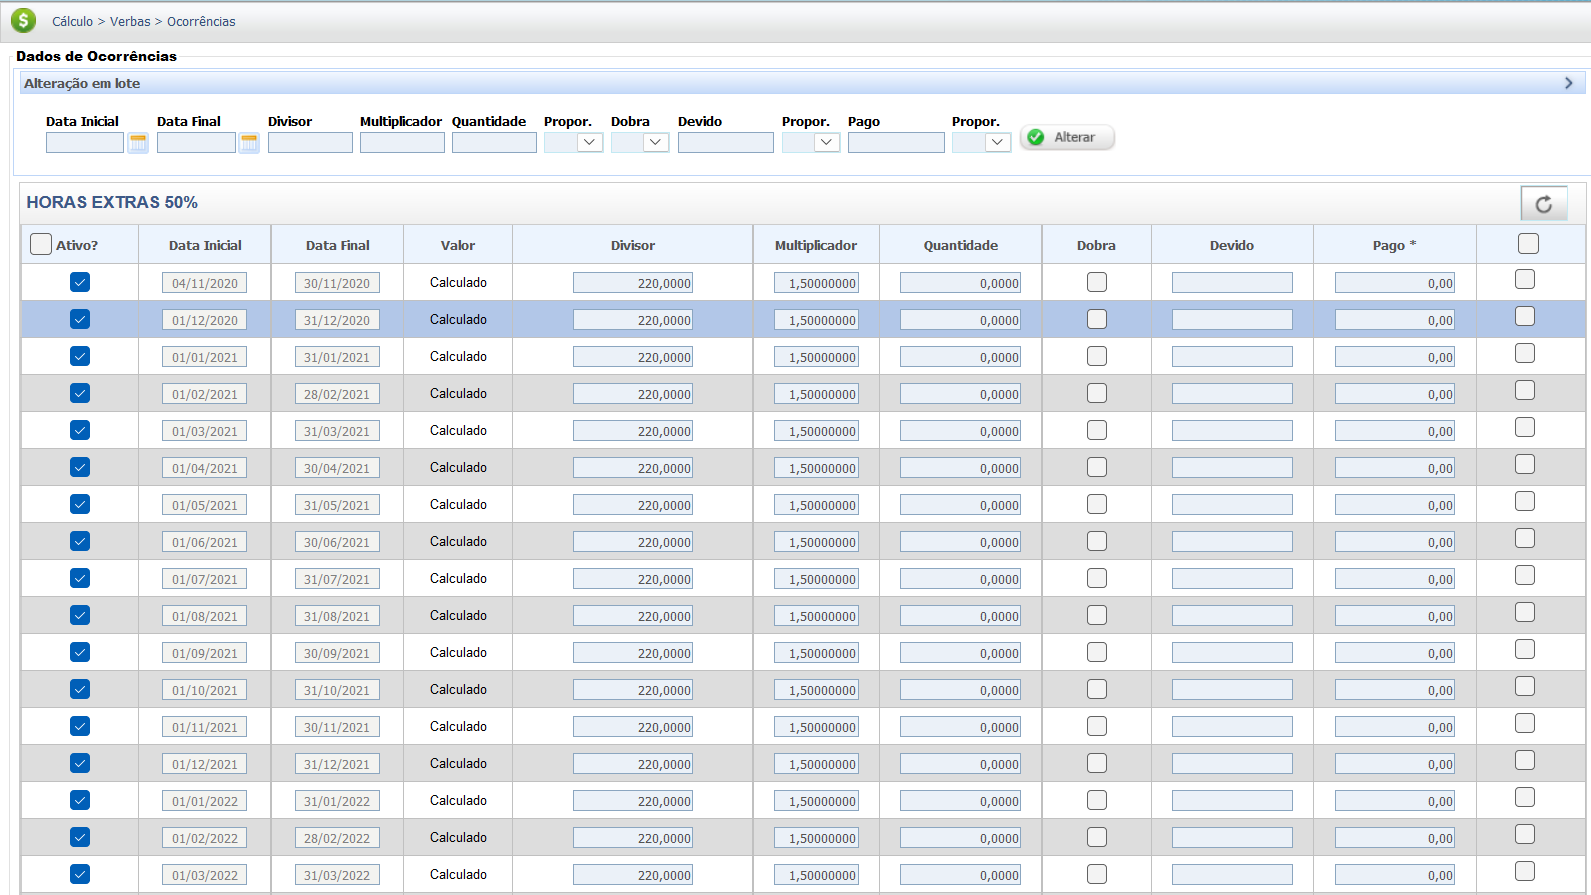 Cálculo > Verbas > Ocorrências
Dados de Ocorrências
Alteração em lote
Data Inicial Data Final Divisor Multiplicador Quantidade Propor. Dobra Devido Propor. Pago Propor. Alterar
HORAS EXTRAS 50%
Ativo? Data Inicial Data Final Valor Divisor Multiplicador Quantidade Dobra Devido Pago *
04/11/2020 30/11/2020 Calculado 220,0000 1,50000000 0,0000 0,00
01/12/2020 31/12/2020 Calculado 220,0000 1,50000000 0,0000 0,00
01/01/2021 31/01/2021 Calculado 220,0000 1,50000000 0,0000 0,00
01/02/2021 28/02/2021 Calculado 220,0000 1,50000000 0,0000 0,00
01/03/2021 31/03/2021 Calculado 220,0000 1,50000000 0,0000 0,00
01/04/2021 30/04/2021 Calculado 220,0000 1,50000000 0,0000 0,00
01/05/2021 31/05/2021 Calculado 220,0000 1,50000000 0,0000 0,00
01/06/2021 30/06/2021 Calculado 220,0000 1,50000000 0,0000 0,00
01/07/2021 31/07/2021 Calculado 220,0000 1,50000000 0,0000 0,00
01/08/2021 31/08/2021 Calculado 220,0000 1,50000000 0,0000 0,00
01/09/2021 30/09/2021 Calculado 220,0000 1,50000000 0,0000 0,00
01/10/2021 31/10/2021 Calculado 220,0000 1,50000000 0,0000 0,00
01/11/2021 30/11/2021 Calculado 220,0000 1,50000000 0,0000 0,00
01/12/2021 31/12/2021 Calculado 220,0000 1,50000000 0,0000 0,00
01/01/2022 31/01/2022 Calculado 220,0000 1,50000000 0,0000 0,00
01/02/2022 28/02/2022 Calculado 220,0000 1,50000000 0,0000 0,00
01/03/2022 31/03/2022 Calculado 220,0000 1,50000000 0,0000 0,00